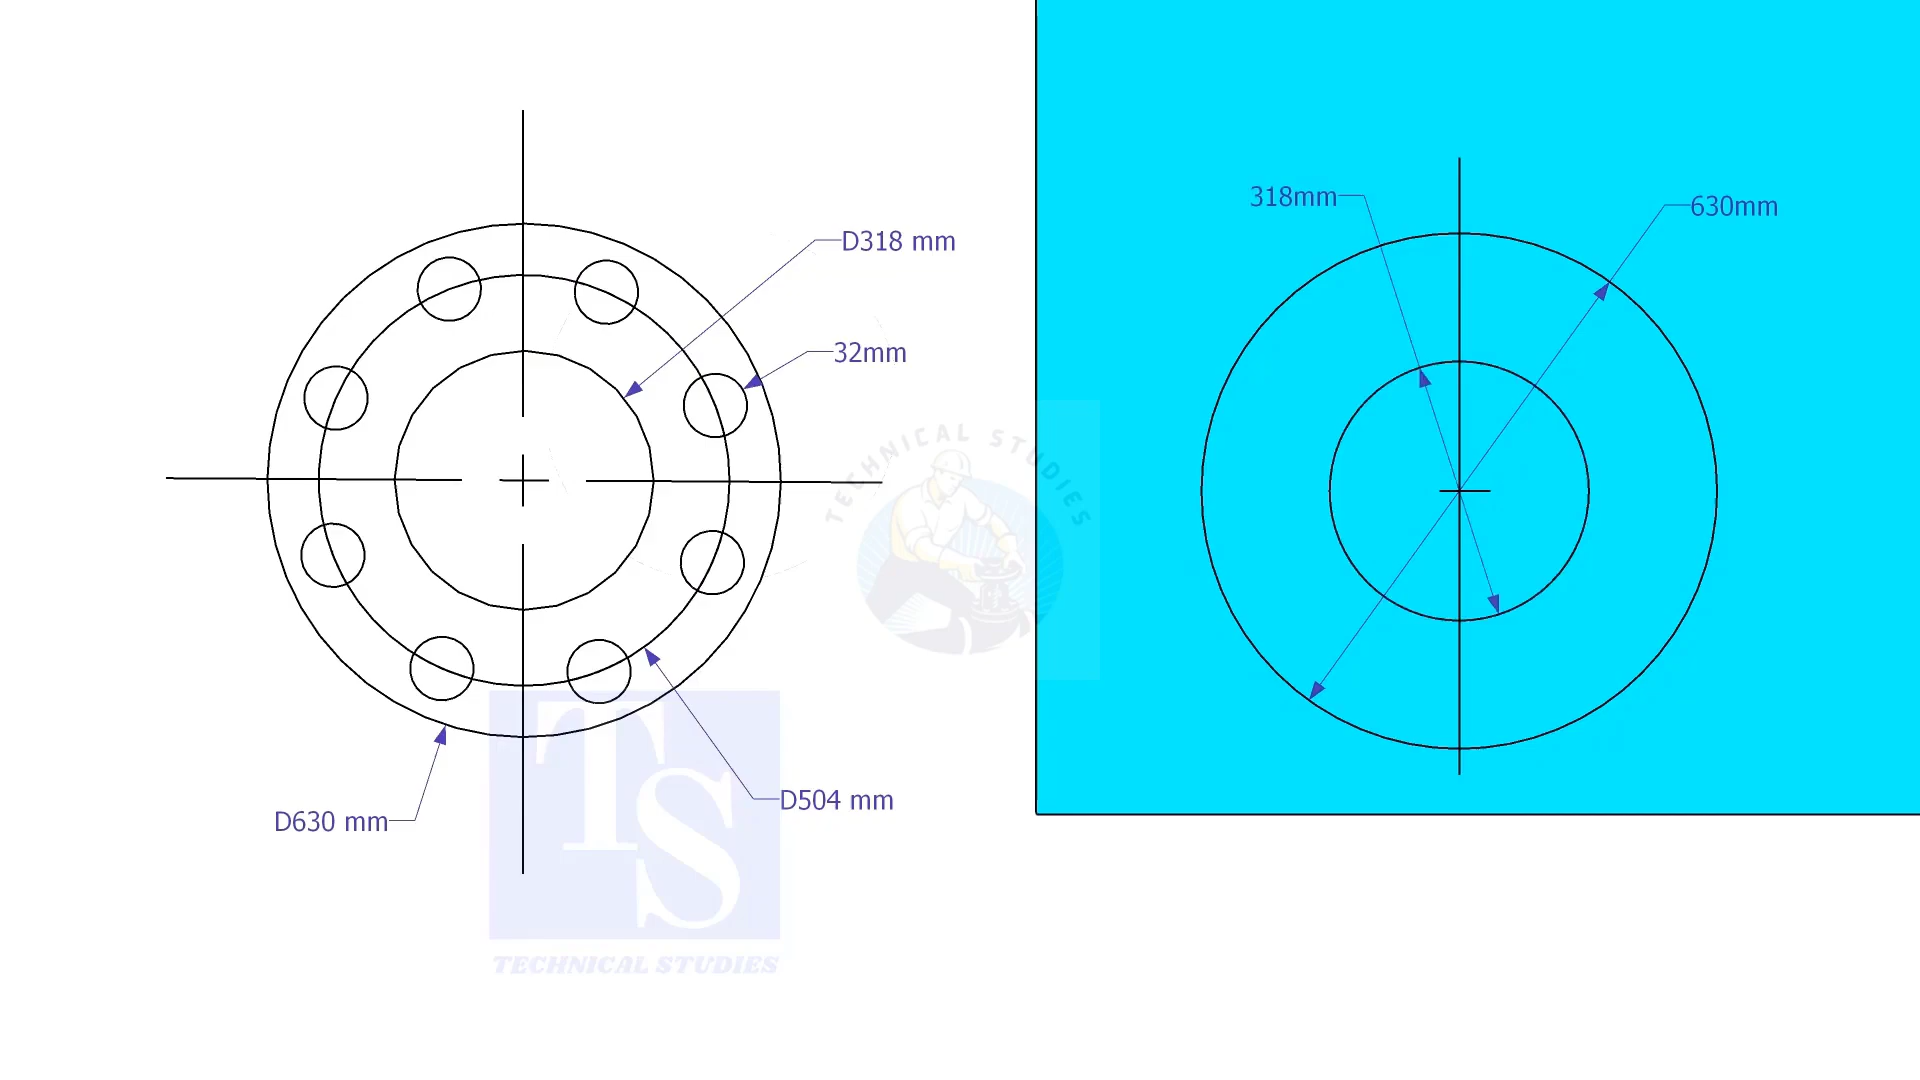 D318 mm
32mm
D504 mm
D630 mm
318mm
630mm
TECHNICAL STUDIES
TS
TECHNICAL STUDIES